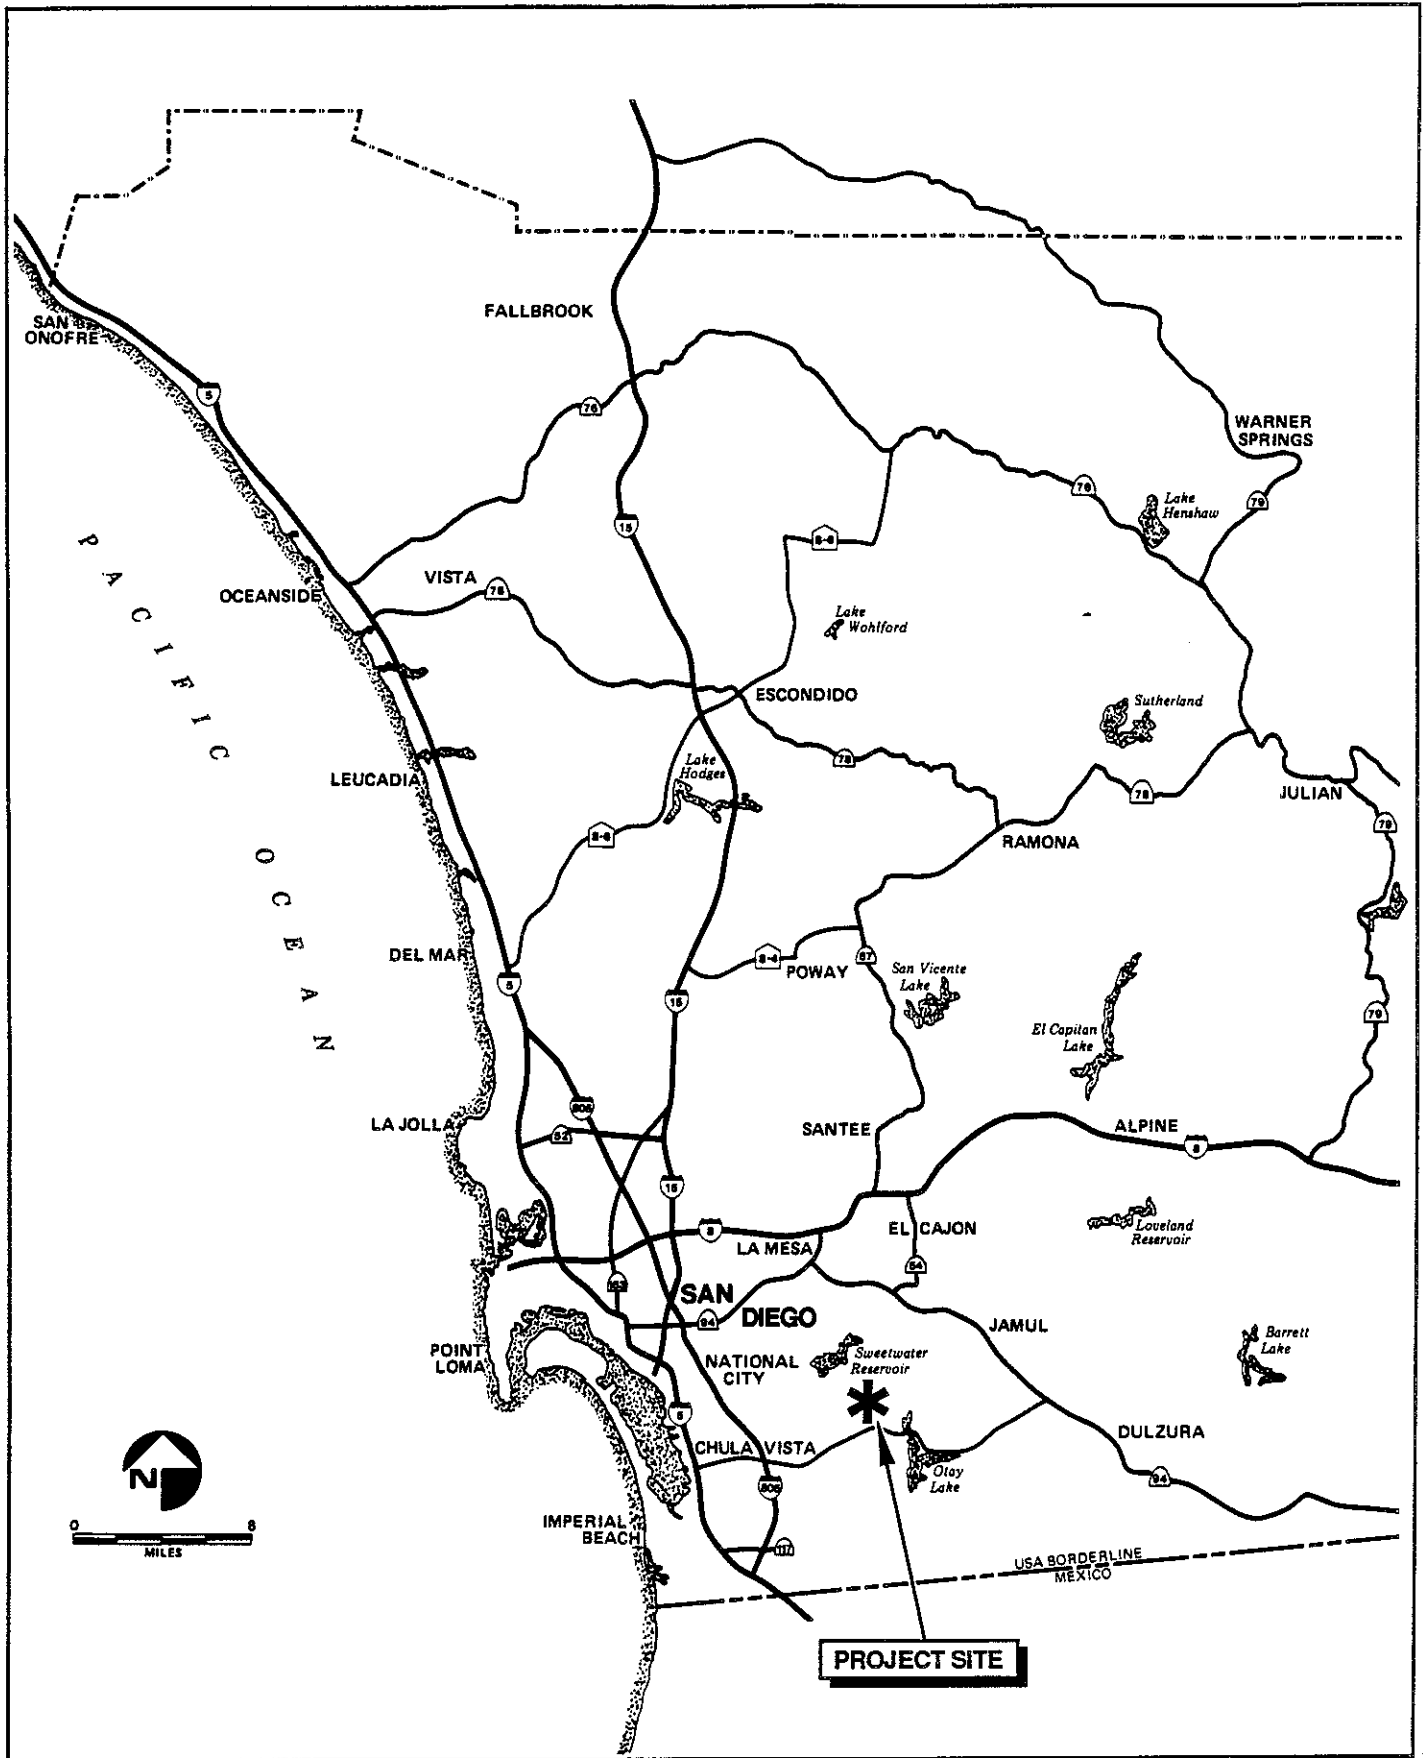 FALLBROOK
SAN
ONOFRE
5
76
WARNER
SPRINGS
76
79
Lake
Henshaw
15
S-6
PACIFIC OCEAN
VISTA
OCEANSIDE
78
Lake
Wohlford
ESCONDIDO
Sutherland
78
Lake
Hodges
LEUCADIA
78
JULIAN
79
S-6
RAMONA
DEL MAR
S-4
POWAY
67
San Vicente
Lake
5
15
El Capitan
Lake
79
805
LA JOLLA
52
SANTEE
ALPINE
8
15
8
LA MESA
EL CAJON
Loveland
Reservoir
54
163
SAN
DIEGO
94
JAMUL
POINT
LOMA
NATIONAL
CITY
Sweetwater
Reservoir
Barrett
Lake
5
CHULA VISTA
DULZURA
Otay
Lake
94
805
N
0 8
MILES
IMPERIAL
BEACH
117
USA BORDERLINE
MEXICO
PROJECT SITE